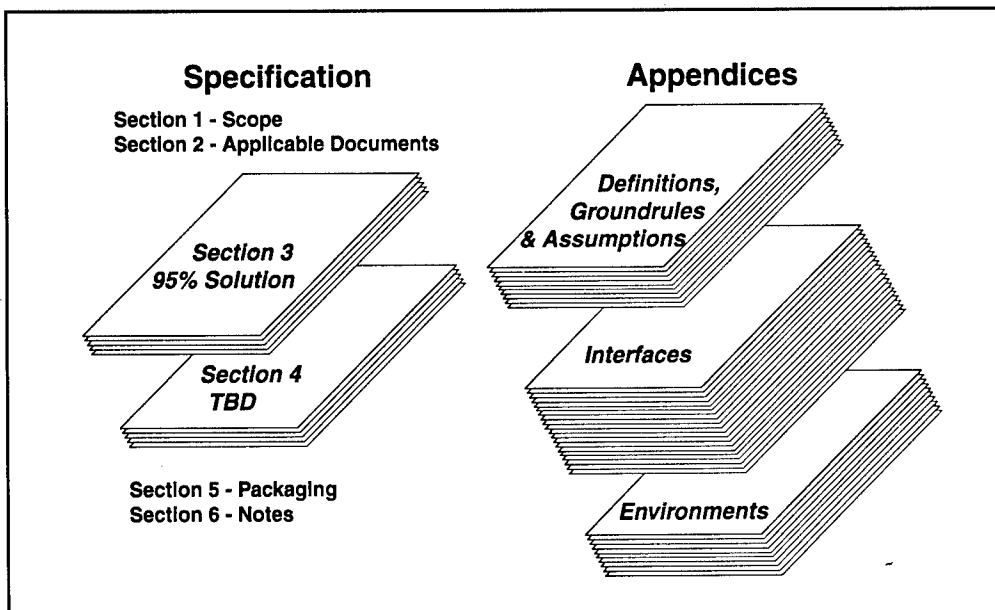 Specification
Section 1 - Scope
Section 2 - Applicable Documents
Section 3
95% Solution
Section 4
TBD
Section 5 - Packaging
Section 6 - Notes
Appendices
Definitions,
Groundrules
& Assumptions
Interfaces
Environments